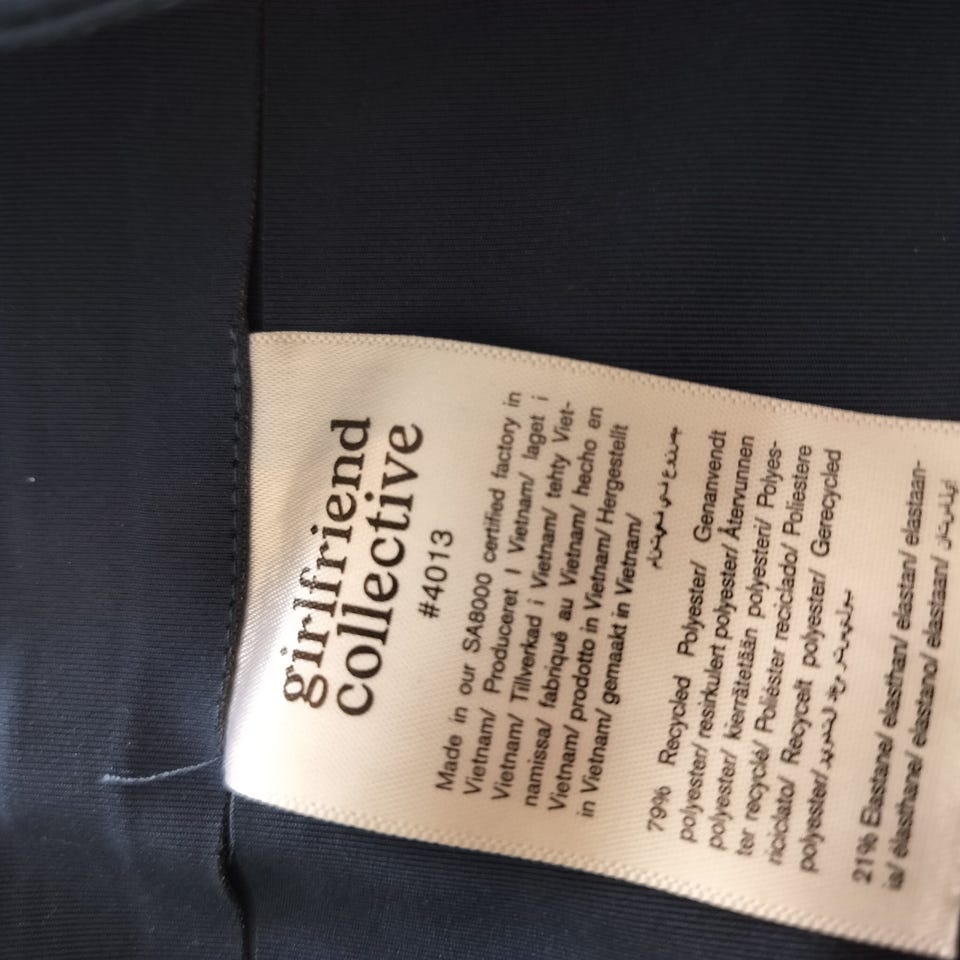 girlfriend
collective
#4013
Made in our SA8000 certified factory in
Vietnam/ Produceret I Vietnam/ laget i
Vietnam/ Tillverkad i Vietnam/ tehty Viet-
namissa/ fabriqué au Vietnam/ hecho en
Vietnam/ prodotto in Vietnam/ Hergestellt
in Vietnam/ gemaakt in Vietnam/
79% Recycled Polyester/ Genanvendt
polyester/ resirkulert polyester/ Återvunnen
polyester/ kierrätetään polyesteri/ Polyes-
ter recyclé/ Poliéster reciclado/ Poliestere
riciclato/ Recycelt polyester/ Gerecycled
polyester/
21% Elastane/ elasthan/ elastan/ elastaan-
ia/ élasthane/ elastano/ elastaan/